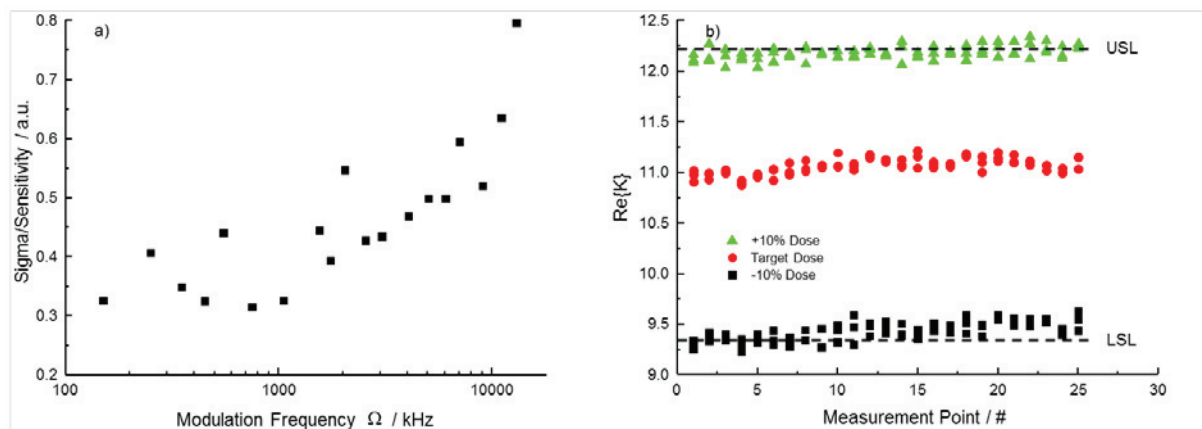 a)
0.8
0.7
0.6
0.5
0.4
0.3
0.2
Sigma/Sensitivity / a.u.
100
1000
10000
Modulation Frequency Ω / kHz
b)
12.5
12.0
11.5
11.0
10.5
10.0
9.5
9.0
Re{K}
USL
+10% Dose
Target Dose
-10% Dose
LSL
0
5
10
15
20
25
30
Measurement Point / #